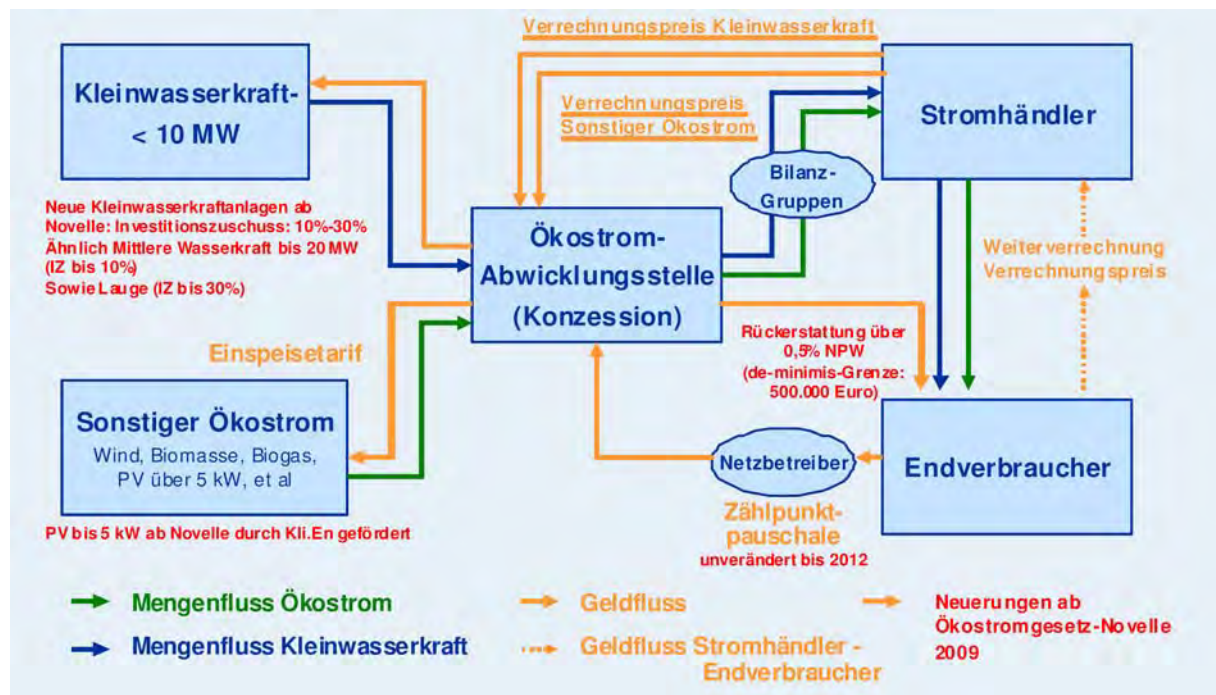 Verrechnungspreis Kleinwasserkraft
Kleinwasserkraft-
< 10 MW
Verrechnungspreis
Sonstiger Ökostrom
Stromhändler
Bilanz-
Gruppen
Neue Kleinwasserkraftanlagen ab
Novelle: Investitionszuschuss: 10%-30%
Ähnlich Mittlere Wasserkraft bis 20 MW
(IZ bis 10%)
Sowie Lauge (IZ bis 30%)
Ökostrom-
Abwicklungsstelle
(Konzession)
Weiterverrechnung
Verrechnungspreis
Einspeisetarif
Rückerstattung über
0,5% NPW
(de-minimis-Grenze:
500.000 Euro)
Sonstiger Ökostrom
Wind, Biomasse, Biogas,
PV über 5 kW, et al
Netzbetreiber
Endverbraucher
PV bis 5 kW ab Novelle durch Kli.En gefördert
Zählpunkt-
pauschale
unverändert bis 2012
Mengenfluss Ökostrom
Mengenfluss Kleinwasserkraft
Geldfluss
Geldfluss Stromhändler -
Endverbraucher
Neuerungen ab
Ökostromgesetz-Novelle
2009